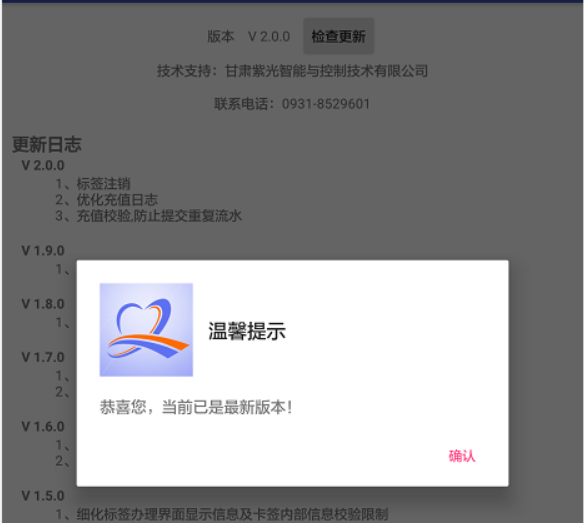 版本 V 2.0.0 检查更新
技术支持：甘肃紫光智能与控制技术有限公司
联系电话：0931-8529601
更新日志
V 2.0.0
1、标签注销
2、优化充值日志
3、充值校验,防止提交重复流水
V 1.9.0
1、
V 1.8.0
1、
V 1.7.0
1、
2、
V 1.6.0
1、
2、
V 1.5.0
1、细化标签办理界面显示信息及卡签内部信息校验限制
温馨提示
恭喜您，当前已是最新版本！
确认